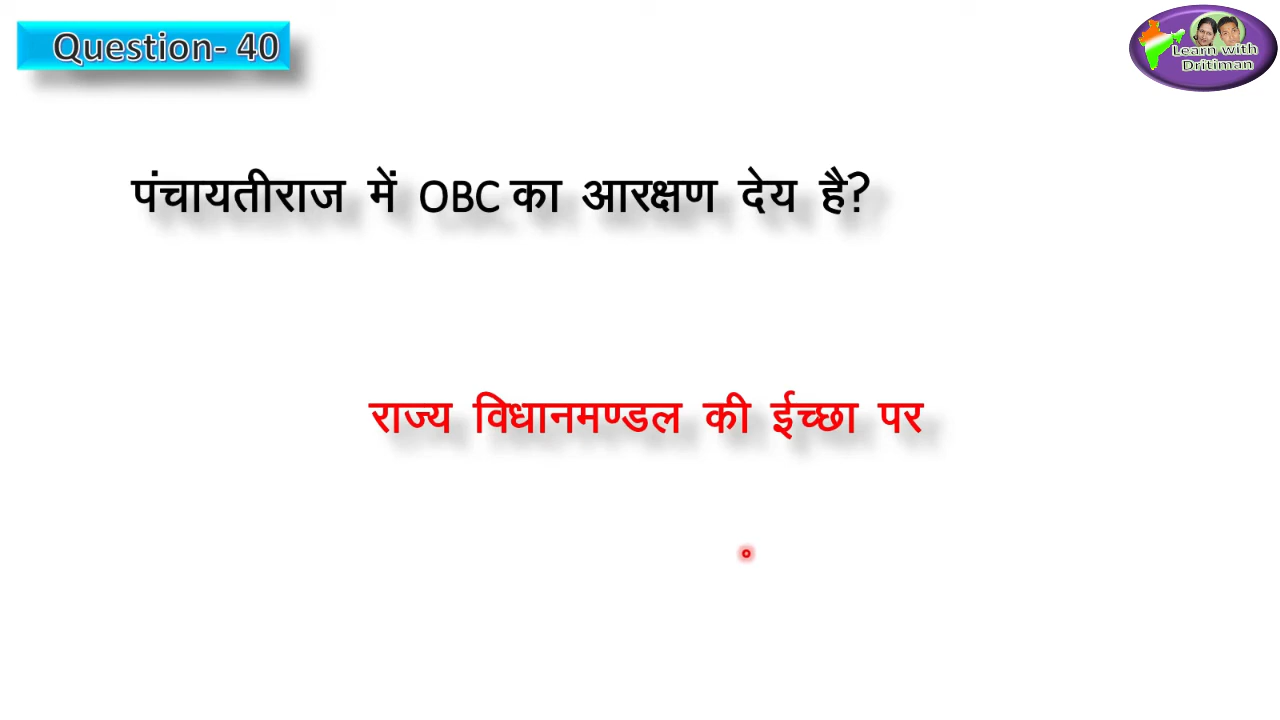 Question- 40
Learn with
Dritiman
पंचायतीराज में OBC का आरक्षण देय है?
राज्य विधानमण्डल की ईच्छा पर